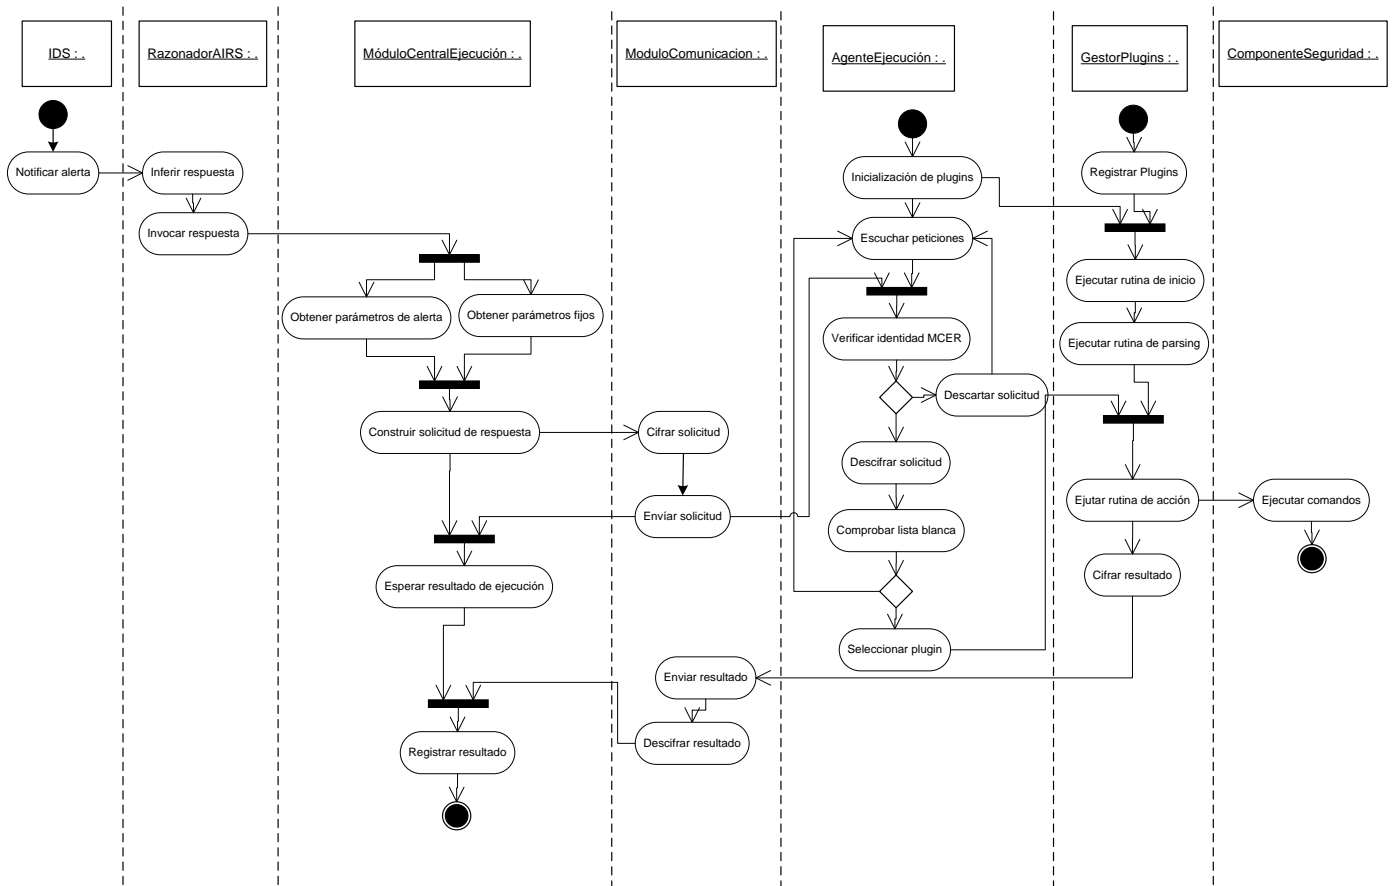 IDS : .
RazonadorAIRS : .
MóduloCentralEjecución : .
ModuloComunicacion : .
AgenteEjecución : .
GestorPlugins : .
ComponenteSeguridad : .
Notificar alerta
Inferir respuesta
Invocar respuesta
Obtener parámetros de alerta
Obtener parámetros fijos
Construir solicitud de respuesta
Esperar resultado de ejecución
Registrar resultado
Cifrar solicitud
Envíar solicitud
Enviar resultado
Descifrar resultado
Inicialización de plugins
Escuchar peticiones
Verificar identidad MCER
Descartar solicitud
Descifrar solicitud
Comprobar lista blanca
Seleccionar plugin
Registrar Plugins
Ejecutar rutina de inicio
Ejecutar rutina de parsing
Ejutar rutina de acción
Cifrar resultado
Ejecutar comandos